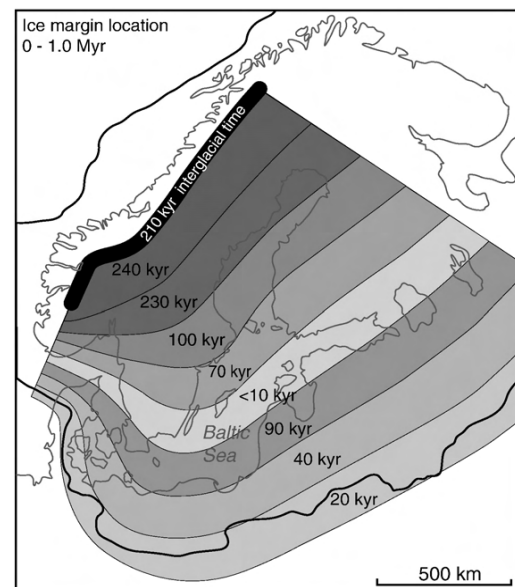 Ice margin location
0 - 1.0 Myr
210 kyr interglacial time
240 kyr
230 kyr
100 kyr
70 kyr
<10 kyr
Baltic
Sea
90 kyr
40 kyr
20 kyr
500 km